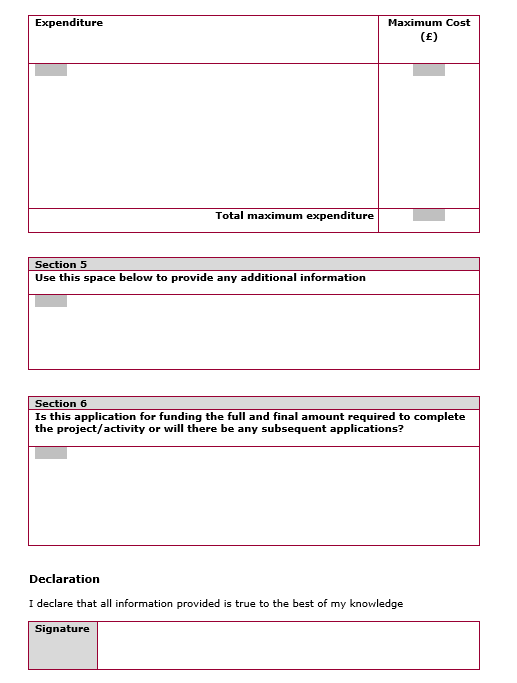 Expenditure
Maximum Cost
(£)
Total maximum expenditure
Section 5
Use this space below to provide any additional information
Section 6
Is this application for funding the full and final amount required to complete
the project/activity or will there be any subsequent applications?
Declaration
I declare that all information provided is true to the best of my knowledge
Signature